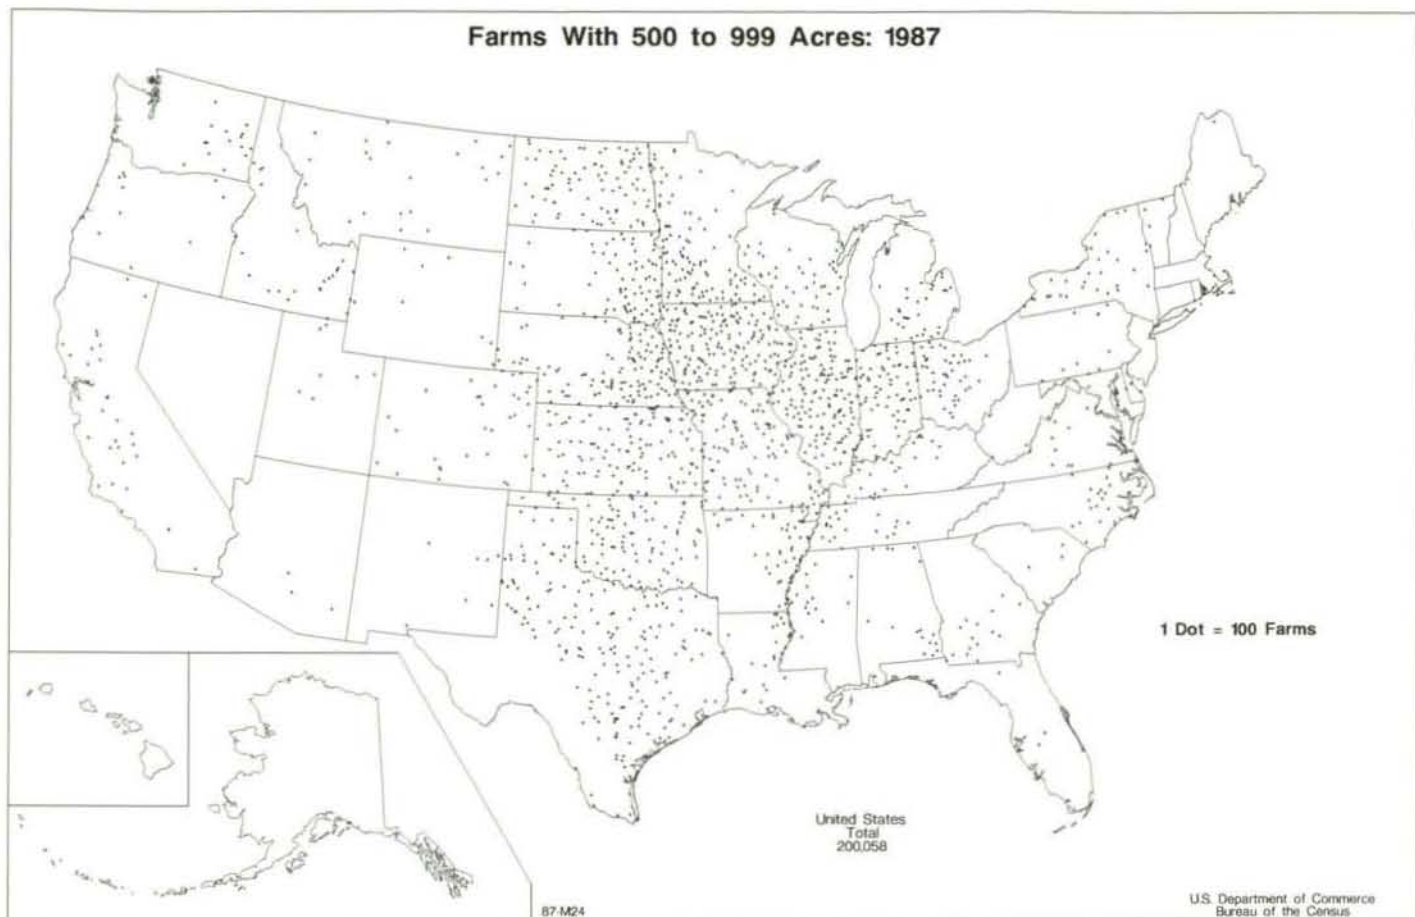 Farms With 500 to 999 Acres: 1987
1 Dot = 100 Farms
United States
Total
200,058
87-M24
U.S. Department of Commerce
Bureau of the Census